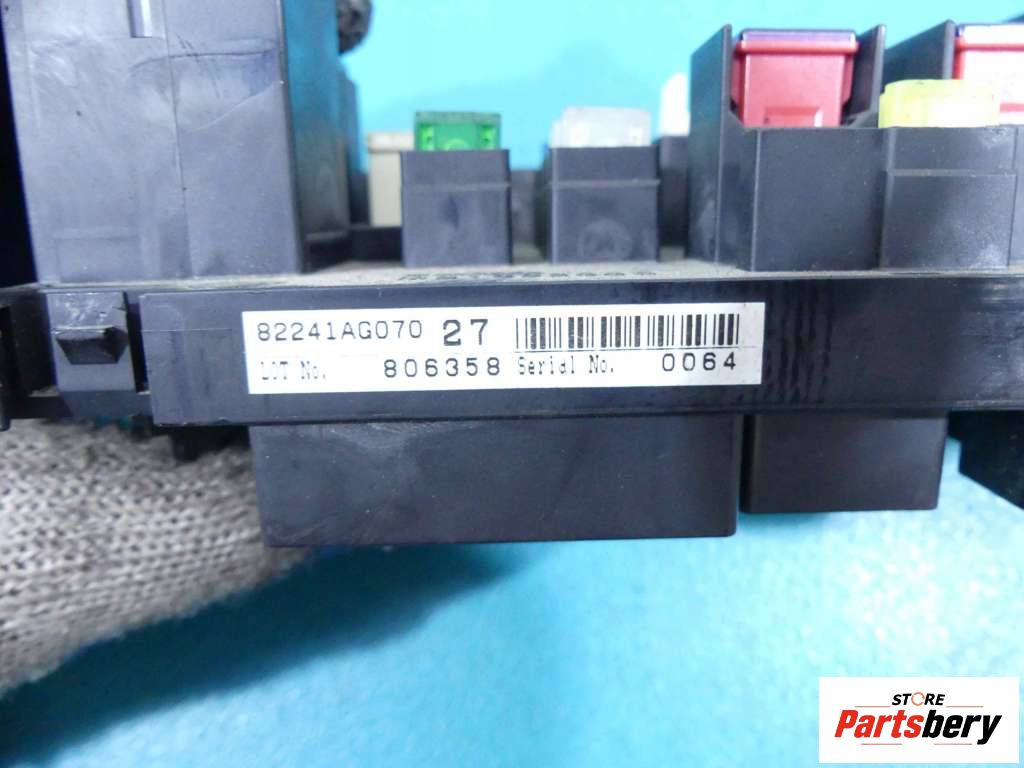 82241AG070 27
LOT No. 806358 Serial No. 0064
STORE
Partsbery